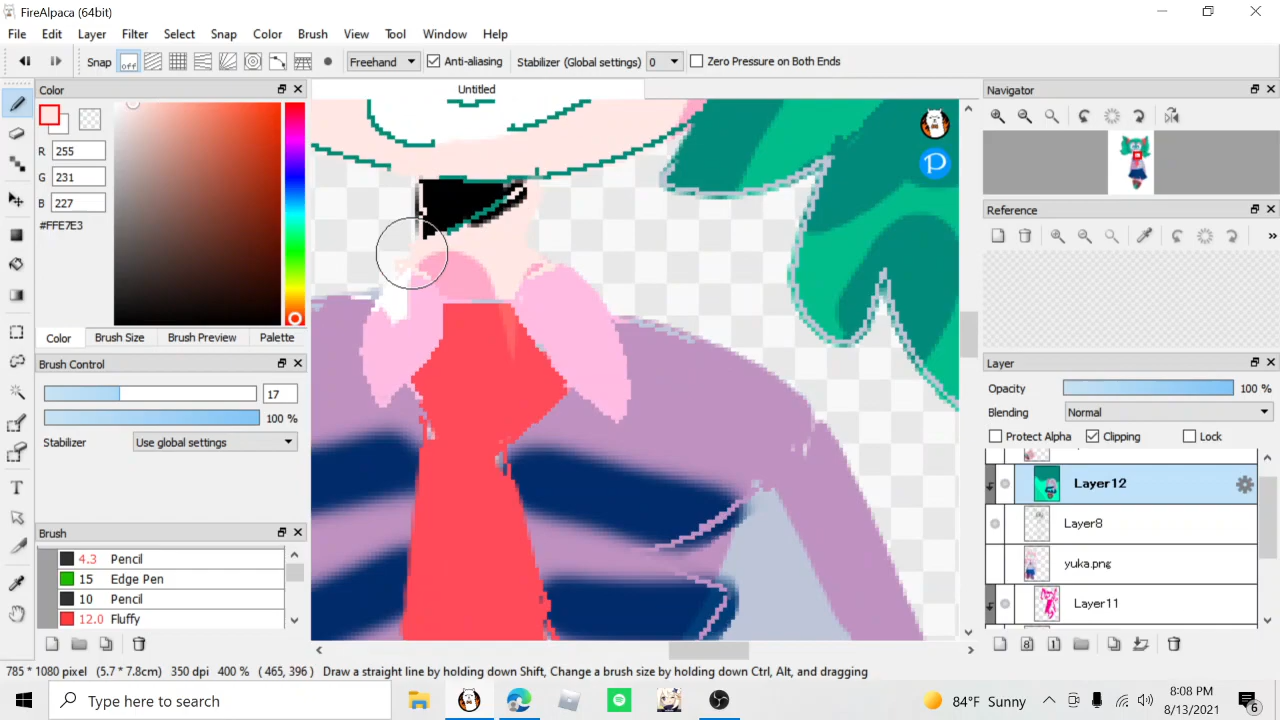 FireAlpaca (64bit)
File Edit Layer Filter Select Snap Color Brush View Tool Window Help
Snap off Freehand Anti-aliasing Stabilizer (Global settings) 0 Zero Pressure on Both Ends
Color Untitled Navigator
R 255
G 231
B 227
#FFE7E3
Reference
Color Brush Size Brush Preview Palette
Brush Control Layer
17 Opacity 100 %
100 % Blending Normal
Stabilizer Use global settings Protect Alpha Clipping Lock
Layer12
Layer8
Brush
4.3 Pencil yuka.png
15 Edge Pen
10 Pencil Layer11
12.0 Fluffy
785 * 1080 pixel (5.7 * 7.8cm) 350 dpi 400 % ( 465, 396 ) Draw a straight line by holding down Shift, Change a brush size by holding down Ctrl, Alt, and dragging
Type here to search 84°F Sunny 8:08 PM
8/13/2021 6